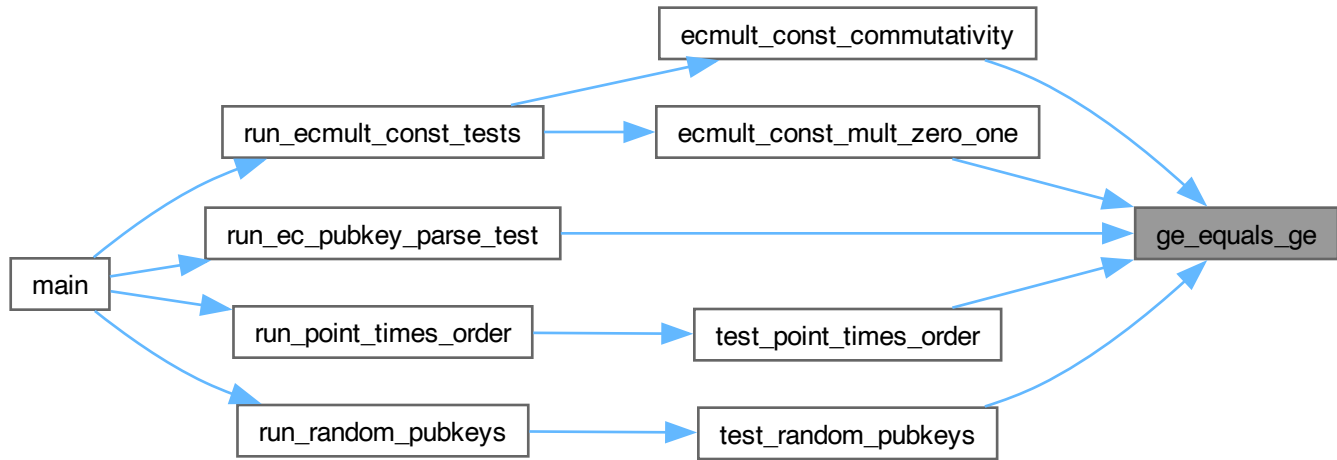 ecmult_const_commutativity
run_ecmult_const_tests
ecmult_const_mult_zero_one
run_ec_pubkey_parse_test
ge_equals_ge
main
run_point_times_order
test_point_times_order
run_random_pubkeys
test_random_pubkeys